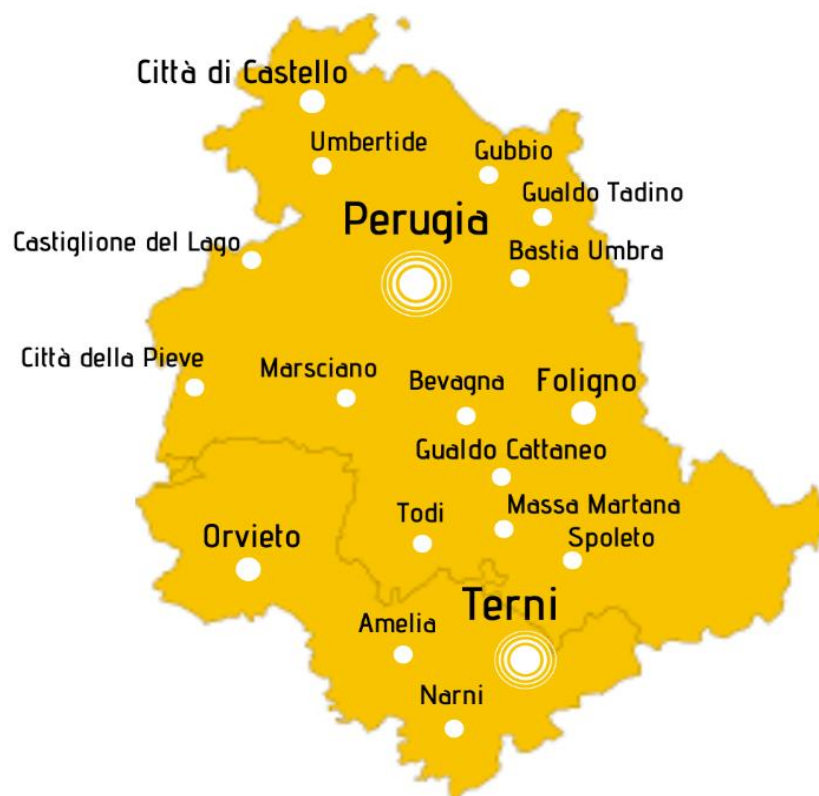 Città di Castello
Umbertide
Gubbio
Gualdo Tadino
Perugia
Castiglione del Lago
Bastia Umbra
Città della Pieve
Marsciano
Bevagna
Foligno
Gualdo Cattaneo
Massa Martana
Todi
Orvieto
Spoleto
Terni
Amelia
Narni